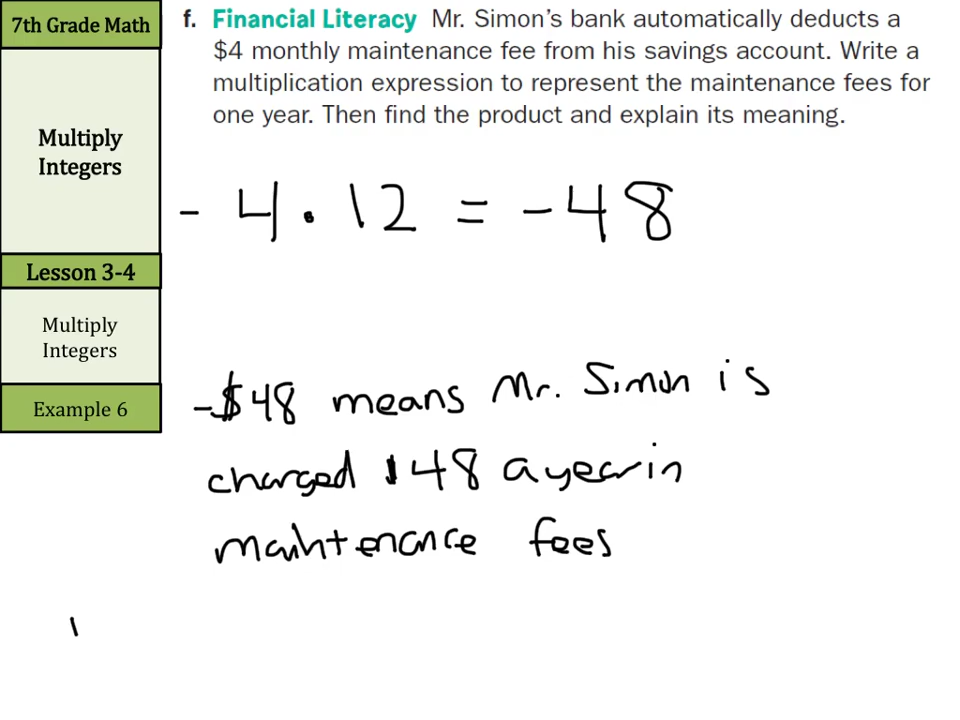 7th Grade Math
Multiply
Integers
Lesson 3-4
Multiply
Integers
Example 6
f. Financial Literacy Mr. Simon's bank automatically deducts a
$4 monthly maintenance fee from his savings account. Write a
multiplication expression to represent the maintenance fees for
one year. Then find the product and explain its meaning.
- 4 · 12 = -48
-$48 means Mr. Simon is
charged $48 a year in
maintenance fees